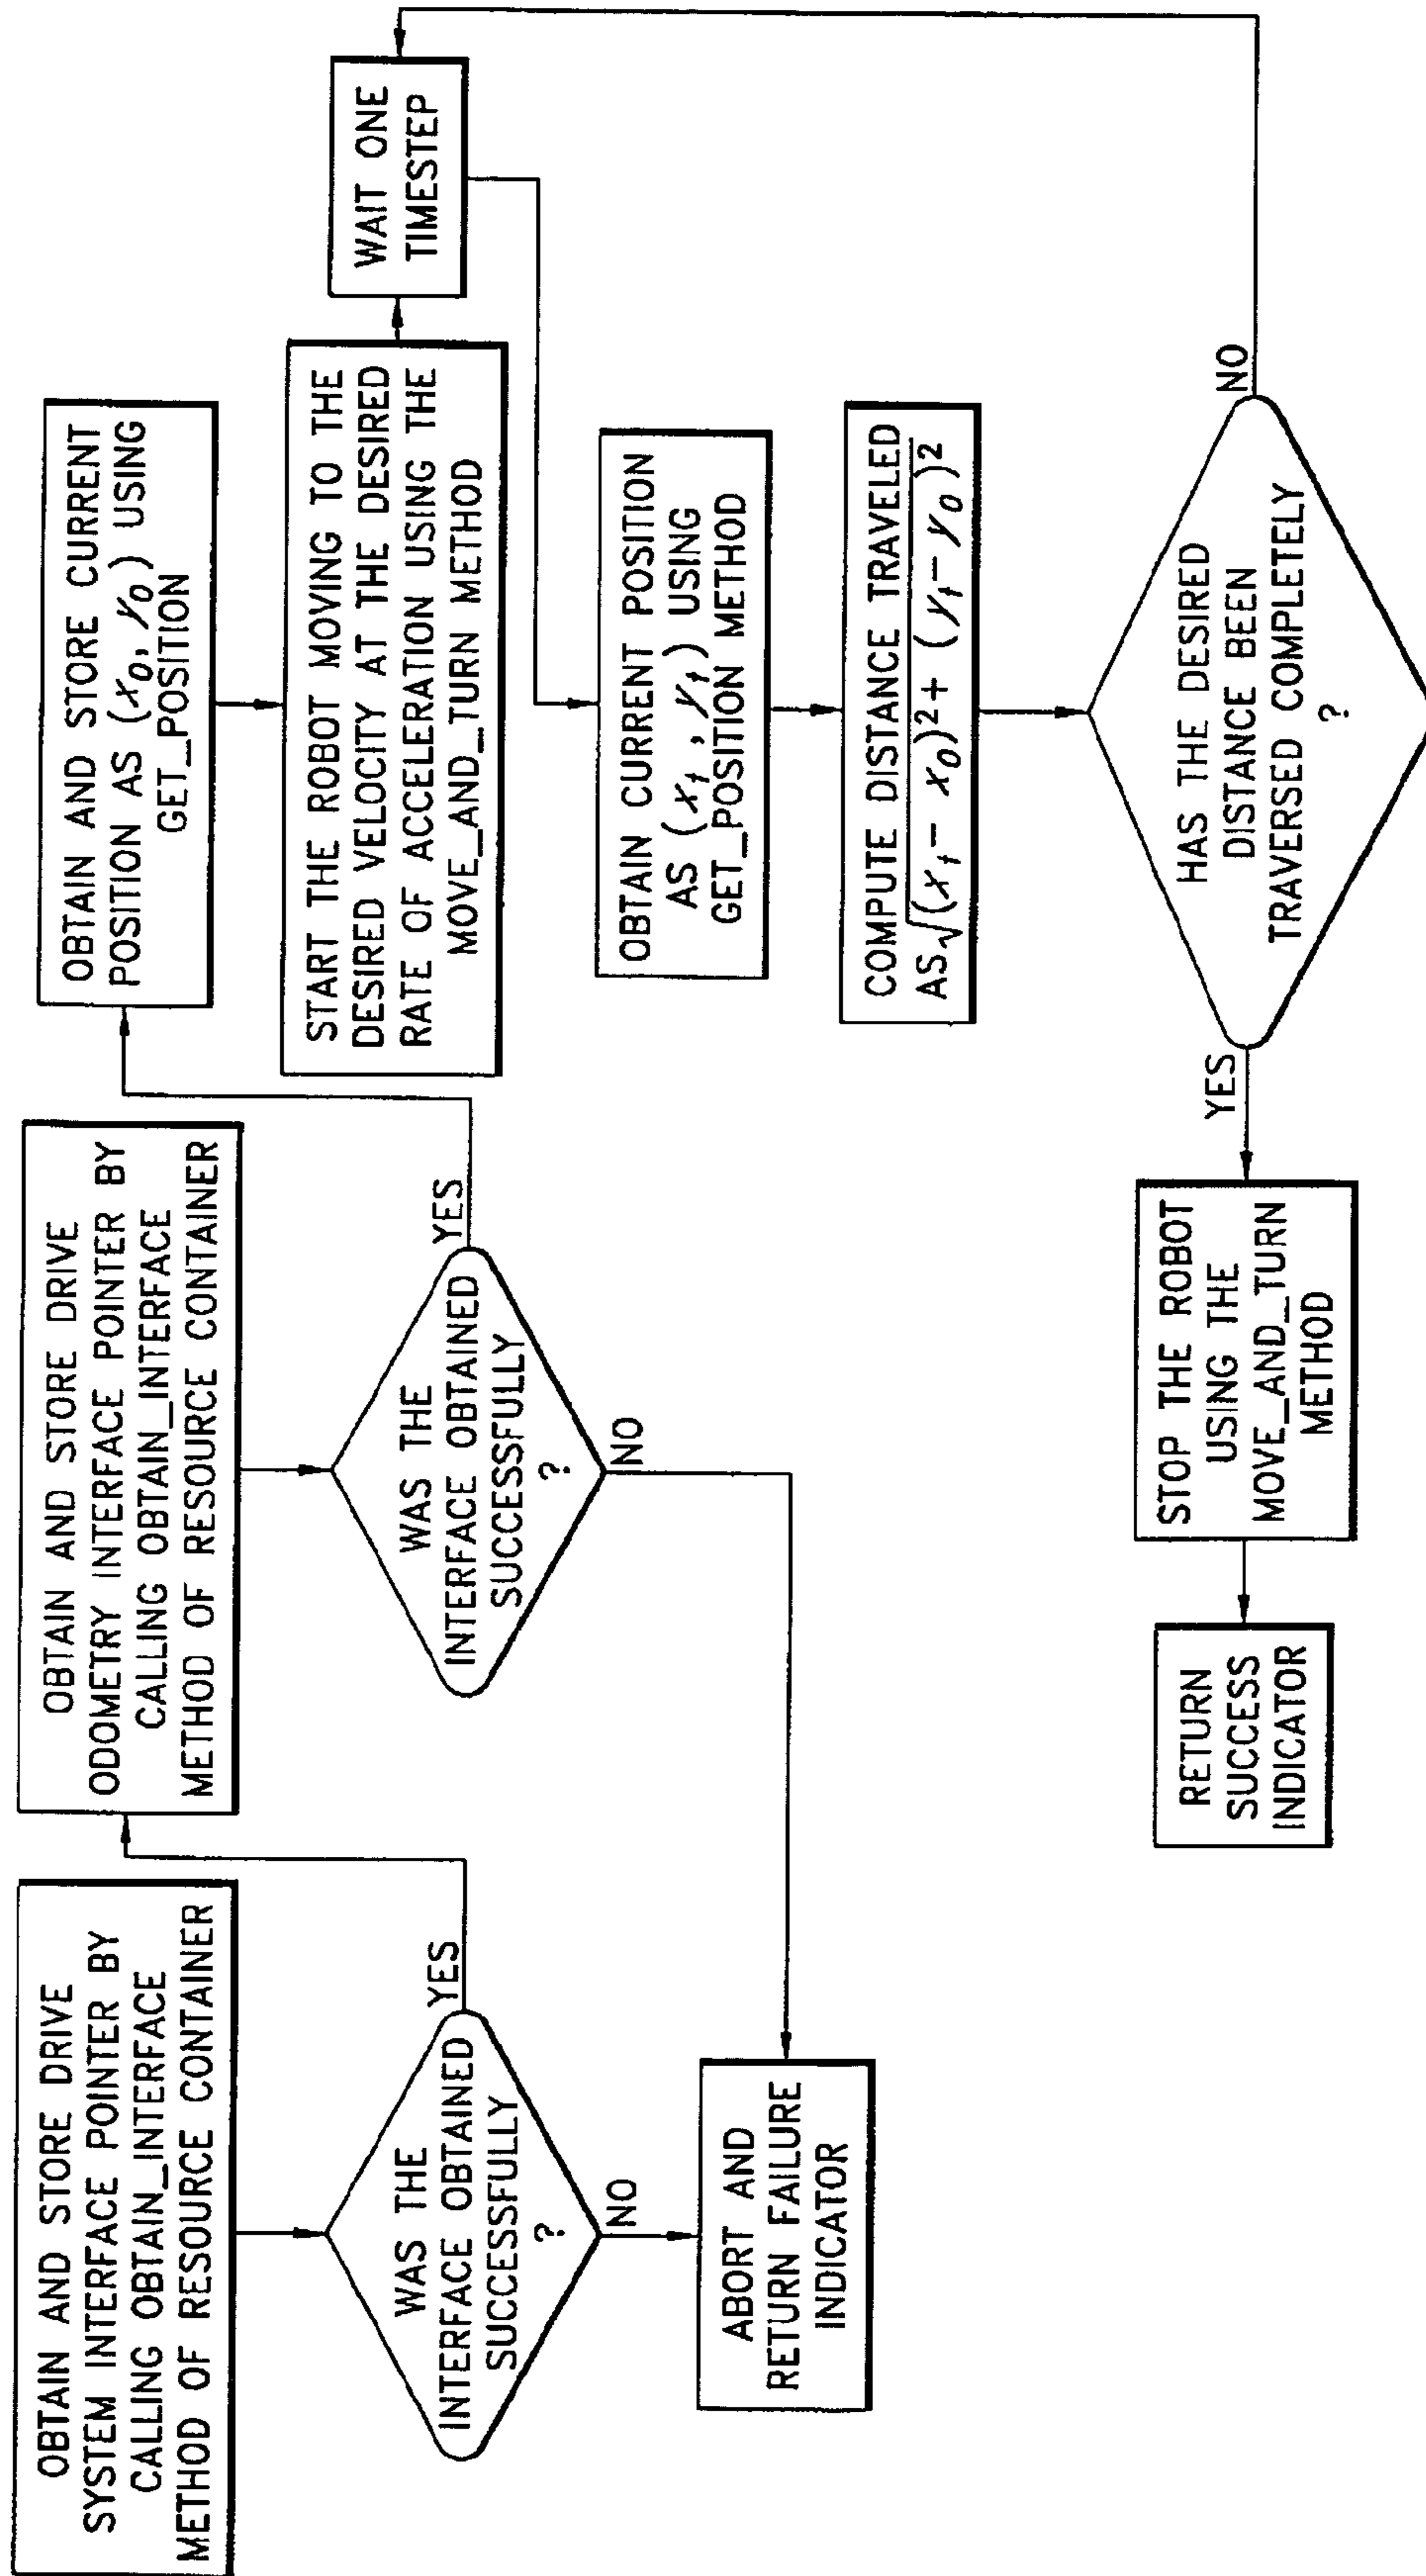 OBTAIN AND STORE DRIVE
SYSTEM INTERFACE POINTER BY
CALLING OBTAIN_INTERFACE
METHOD OF RESOURCE CONTAINER
WAS THE
INTERFACE OBTAINED
SUCCESSFULLY
?
YES
NO
ABORT AND
RETURN FAILURE
INDICATOR
OBTAIN AND STORE DRIVE
ODOMETRY INTERFACE POINTER BY
CALLING OBTAIN_INTERFACE
METHOD OF RESOURCE CONTAINER
WAS THE
INTERFACE OBTAINED
SUCCESSFULLY
?
YES
NO
OBTAIN AND STORE CURRENT
POSITION AS (x₀, y₀) USING
GET_POSITION
START THE ROBOT MOVING TO THE
DESIRED VELOCITY AT THE DESIRED
RATE OF ACCELERATION USING THE
MOVE_AND_TURN METHOD
WAIT ONE
TIMESTEP
OBTAIN CURRENT POSITION
AS (xₜ, yₜ) USING
GET_POSITION METHOD
COMPUTE DISTANCE TRAVELED
AS √(xₜ - x₀)² + (yₜ - y₀)²
HAS THE DESIRED
DISTANCE BEEN
TRAVERSED COMPLETELY
?
NO
YES
STOP THE ROBOT
USING THE
MOVE_AND_TURN
METHOD
RETURN
SUCCESS
INDICATOR